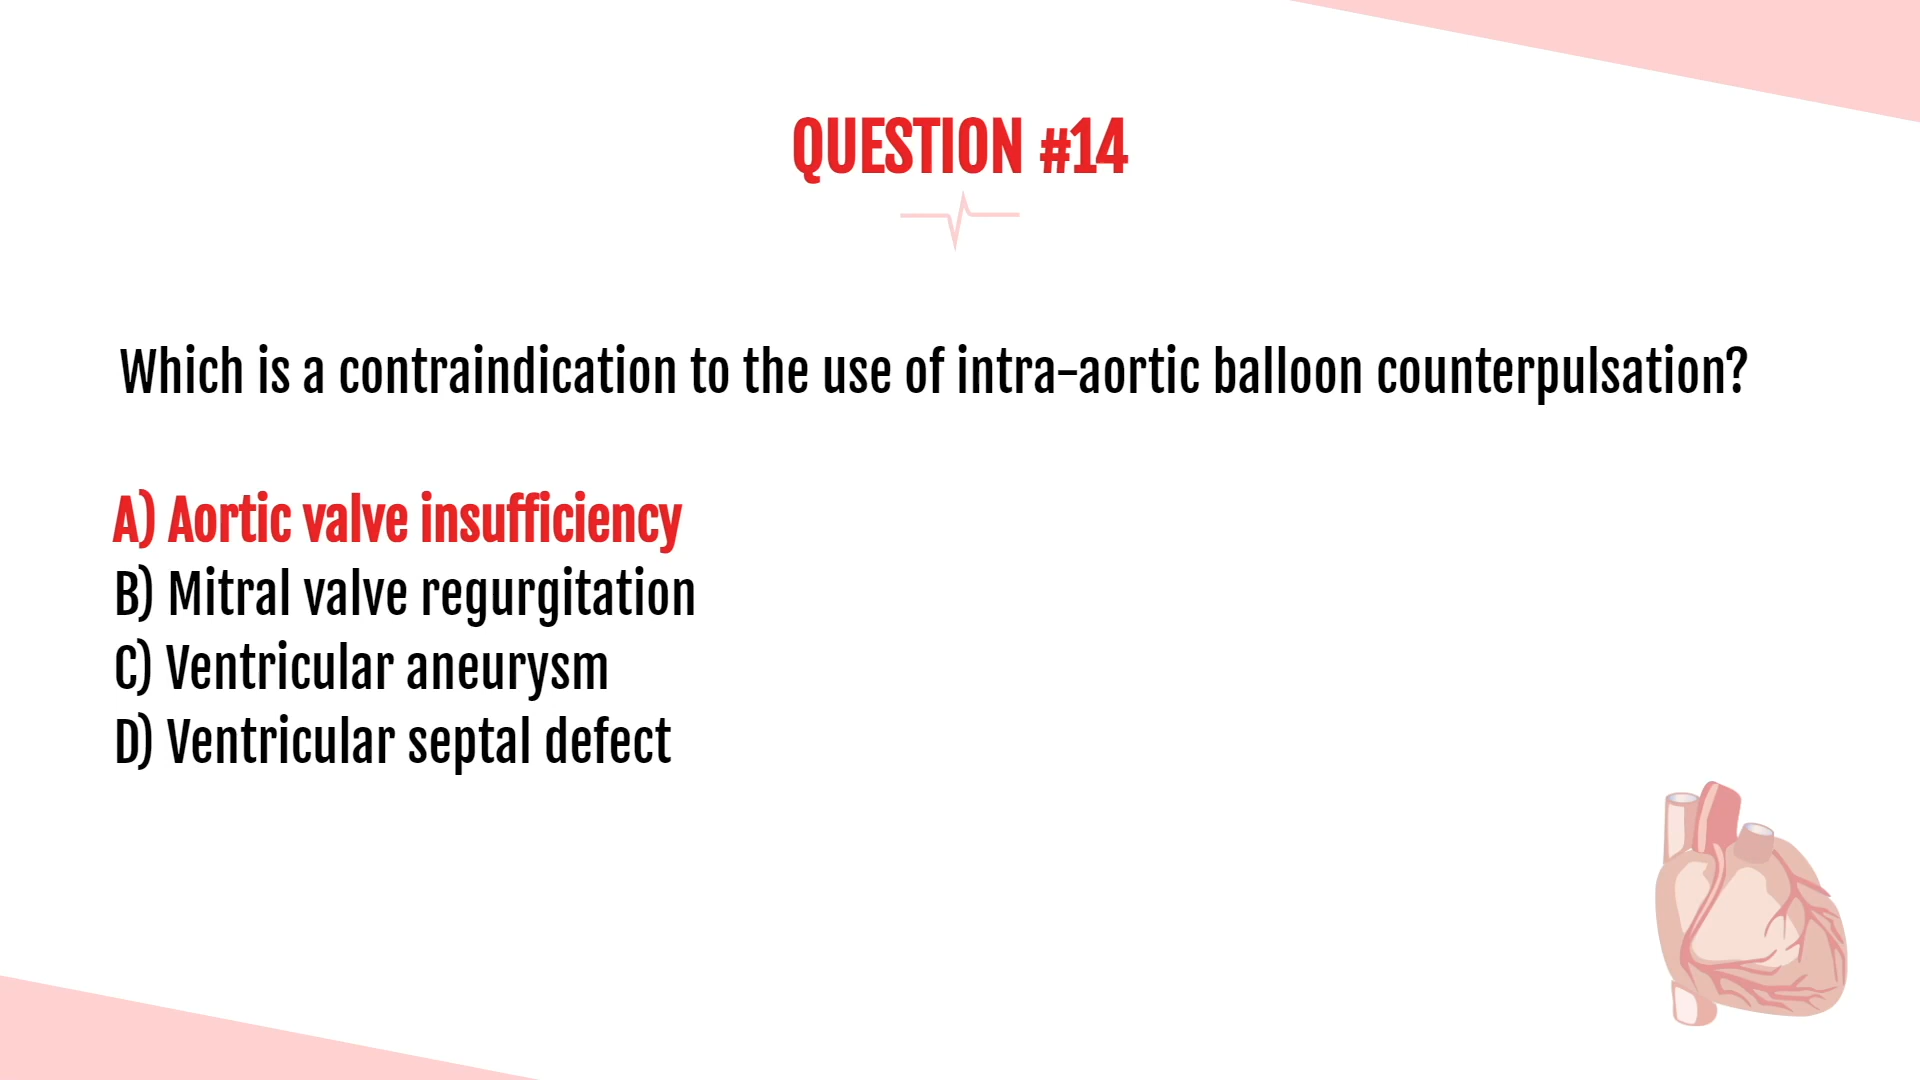 QUESTION #14
Which is a contraindication to the use of intra-aortic balloon counterpulsation?
A) Aortic valve insufficiency
B) Mitral valve regurgitation
C) Ventricular aneurysm
D) Ventricular septal defect